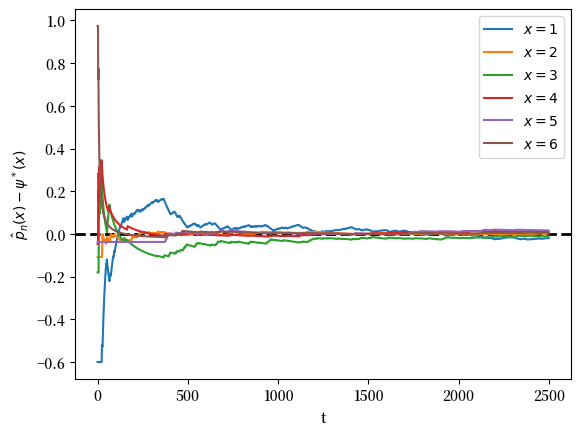 1.0
0.8
0.6
0.4
0.2
0.0
−0.2
−0.4
−0.6
p̂ₙ(x) − ψ*(x)
x = 1
x = 2
x = 3
x = 4
x = 5
x = 6
0 500 1000 1500 2000 2500
t